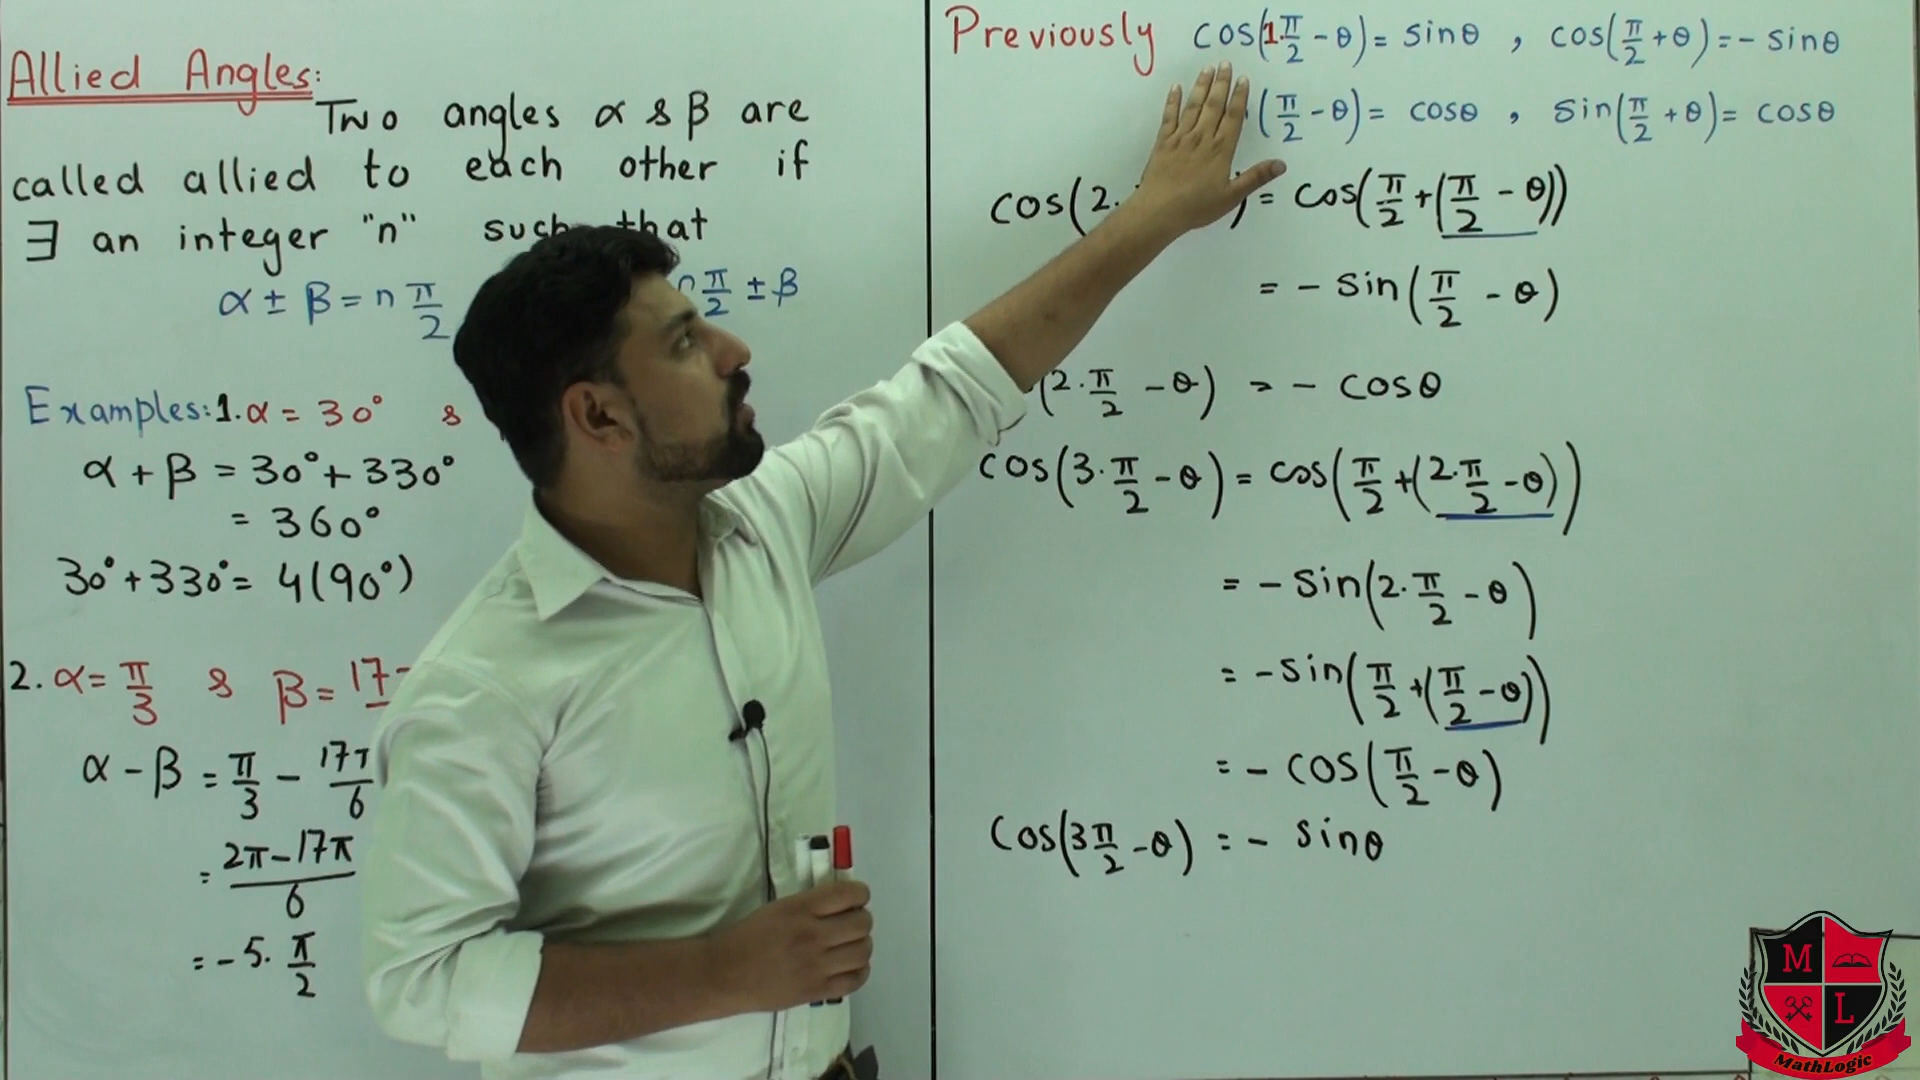 Allied Angles:
Two angles α & β are
called allied to each other if
∃ an integer "n" such that
α ± β = n π/2 n π/2 ± β
Examples: 1. α = 30° &
α + β = 30° + 330°
= 360°
30° + 330° = 4(90°)
2. α = π/3 & β = 17
α - β = π/3 - 17π/6
= (2π - 17π)/6
= -5. π/2
Previously cos(1.π/2 - θ) = sinθ , cos(π/2 + θ) = - sinθ
(π/2 - θ) = cosθ , sin(π/2 + θ) = cosθ
cos(2. ) = cos(π/2 + (π/2 - θ))
= - sin(π/2 - θ)
(2.π/2 - θ) = - cosθ
cos(3.π/2 - θ) = cos(π/2 + (2.π/2 - θ))
= - sin(2.π/2 - θ)
= - sin(π/2 + (π/2 - θ))
= - cos(π/2 - θ)
cos(3π/2 - θ) = - sinθ
M
L
MathLogic